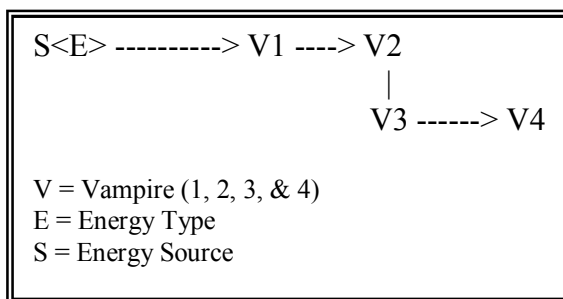 S<E> ----------> V1 ----> V2
|
V3 ------> V4
V = Vampire (1, 2, 3, & 4)
E = Energy Type
S = Energy Source